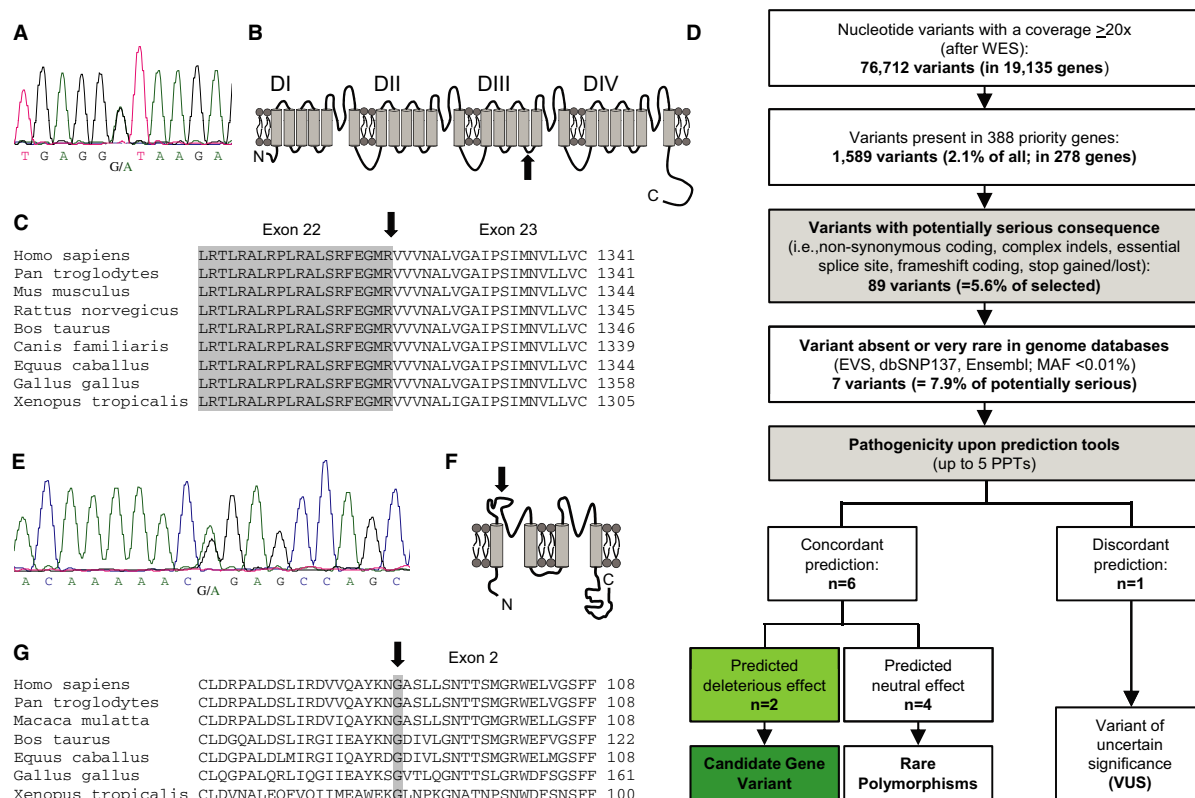 A
T G A G G T A A G A
G/A
B
DI DII DIII DIV
N
C
C
Exon 22 Exon 23
Homo sapiens LRTLRALRPLRALSRFEGMRVVVNALVGAIPSIMNVLLVC 1341
Pan troglodytes LRTLRALRPLRALSRFEGMRVVVNALVGAIPSIMNVLLVC 1341
Mus musculus LRTLRALRPLRALSRFEGMRVVVNALVGAIPSIMNVLLVC 1344
Rattus norvegicus LRTLRALRPLRALSRFEGMRVVVNALVGAIPSIMNVLLVC 1345
Bos taurus LRTLRALRPLRALSRFEGMRVVVNALVGAIPSIMNVLLVC 1346
Canis familiaris LRTLRALRPLRALSRFEGMRVVVNALVGAIPSIMNVLLVC 1339
Equus caballus LRTLRALRPLRALSRFEGMRVVVNALVGAIPSIMNVLLVC 1344
Gallus gallus LRTLRALRPLRALSRFEGMRVVVNALVGAIPSIMNVLLVC 1358
Xenopus tropicalis LRTLRALRPLRALSRFEGMRVVVNALIGAIPSIMNVLLVC 1305
D
Nucleotide variants with a coverage ≥20x
(after WES):
76,712 variants (in 19,135 genes)
Variants present in 388 priority genes:
1,589 variants (2.1% of all; in 278 genes)
Variants with potentially serious consequence
(i.e.,non-synonymous coding, complex indels, essential
splice site, frameshift coding, stop gained/lost):
89 variants (=5.6% of selected)
Variant absent or very rare in genome databases
(EVS, dbSNP137, Ensembl; MAF <0.01%)
7 variants (= 7.9% of potentially serious)
Pathogenicity upon prediction tools
(up to 5 PPTs)
Concordant
prediction:
n=6
Discordant
prediction:
n=1
Predicted
deleterious effect
n=2
Predicted
neutral effect
n=4
Candidate Gene
Variant
Rare
Polymorphisms
Variant of
uncertain
significance
(VUS)
E
A C A A A A A C G A G C C A G C
G/A
F
N
C
G
Exon 2
Homo sapiens CLDRPALDSLIRDVVQAYKNGASLLSNTTSMGRWELVGSFF 108
Pan troglodytes CLDRPALDSLIRDVVQAYKNGASLLSNTTSMGRWELVGSFF 108
Macaca mulatta CLDRPALDSLIRDVIQAYKNGASLLSNTTGMGRWELLGSFF 108
Bos taurus CLDGQALDSLIRGIIEAYKNGDIVLGNTTSMGRWEFVGSFF 122
Equus caballus CLDGPALDLMIRGIIQAYRDGDIVLSNTTSMGRWELMGSFF 108
Gallus gallus CLQGPALQRLIQGIIEAYKSGVTLQGNTTSLGRWDFSGSFF 161
Xenopus tropicalis CLDVNALEQFVQIIMEAWEKGLNPKGNATNPSNWDFSNSFF 100